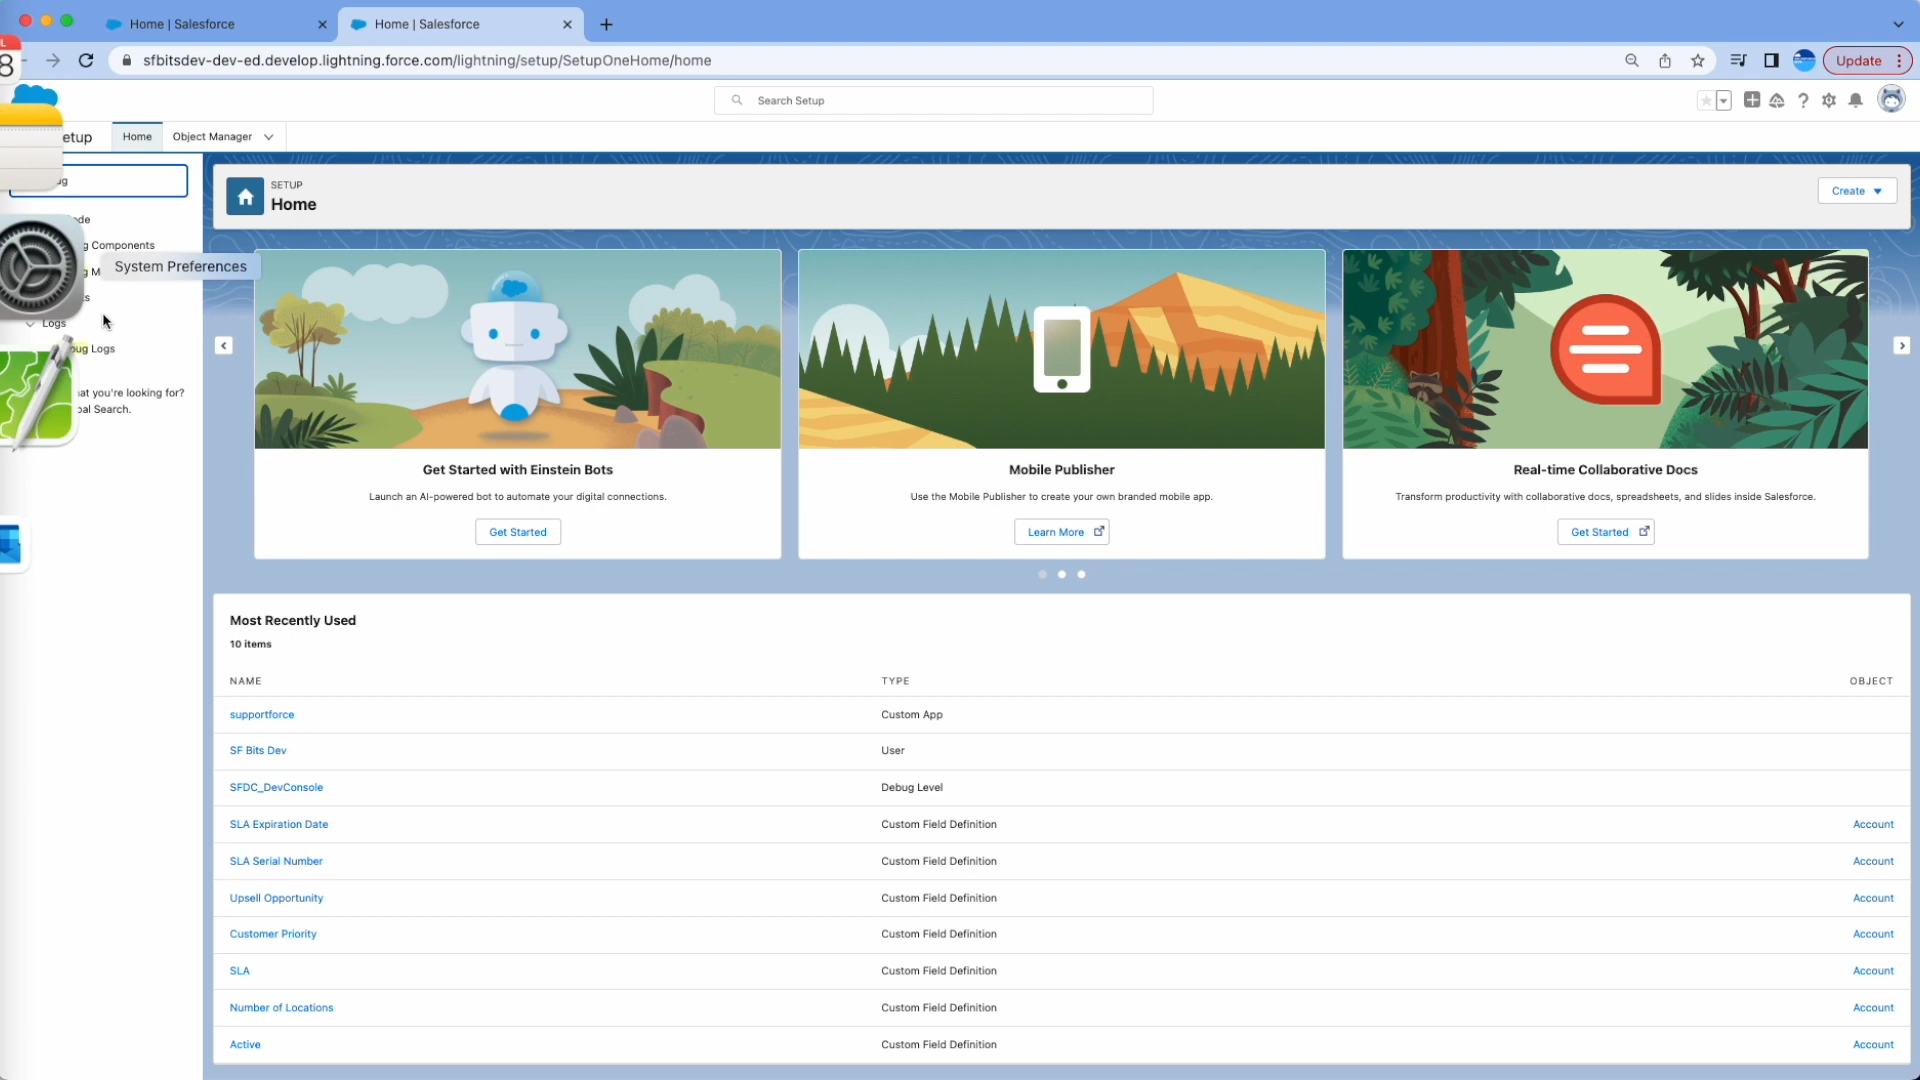 Home | Salesforce
Home | Salesforce
sfbitsdev-dev-ed.develop.lightning.force.com/lightning/setup/SetupOneHome/home
Update
8
Search Setup
etup
Home
Object Manager
ug
ode
g Components
g M
System Preferences
ts
Logs
bug Logs
at you're looking for?
bal Search.
SETUP
Home
Create
Get Started with Einstein Bots
Launch an AI-powered bot to automate your digital connections.
Get Started
Mobile Publisher
Use the Mobile Publisher to create your own branded mobile app.
Learn More
Real-time Collaborative Docs
Transform productivity with collaborative docs, spreadsheets, and slides inside Salesforce.
Get Started
Most Recently Used
10 items
NAME TYPE OBJECT
supportforce Custom App
SF Bits Dev User
SFDC_DevConsole Debug Level
SLA Expiration Date Custom Field Definition Account
SLA Serial Number Custom Field Definition Account
Upsell Opportunity Custom Field Definition Account
Customer Priority Custom Field Definition Account
SLA Custom Field Definition Account
Number of Locations Custom Field Definition Account
Active Custom Field Definition Account